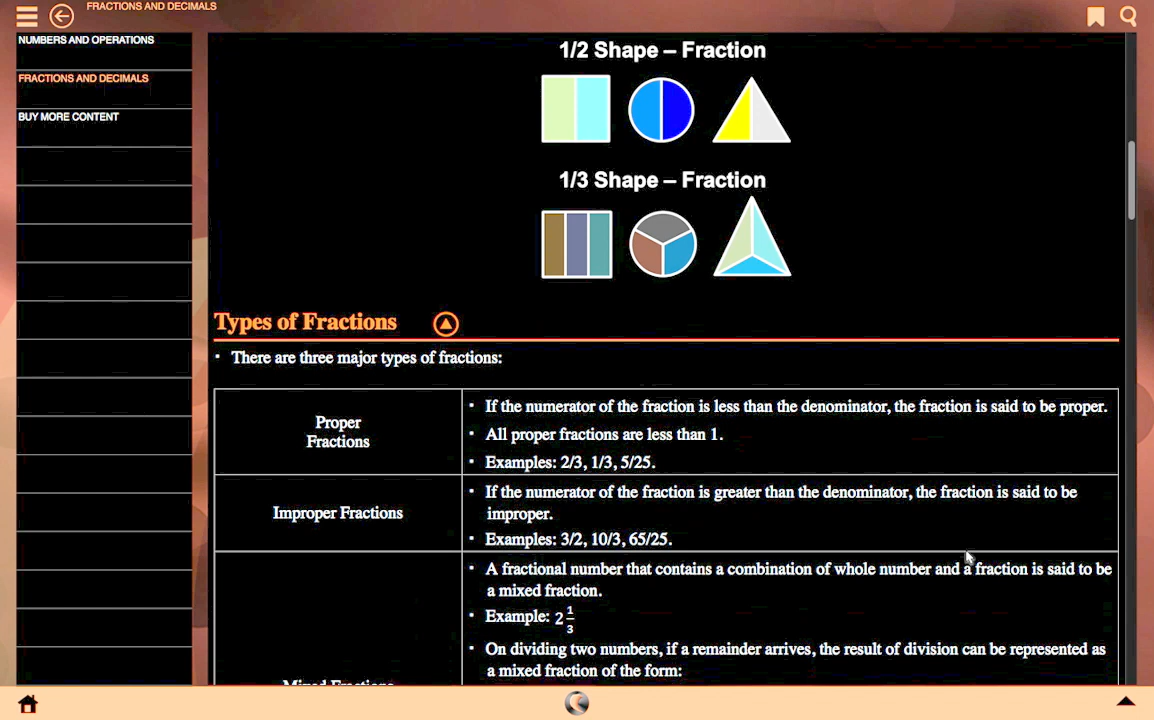 FRACTIONS AND DECIMALS
NUMBERS AND OPERATIONS
FRACTIONS AND DECIMALS
BUY MORE CONTENT
1/2 Shape – Fraction
1/3 Shape – Fraction
Types of Fractions
· There are three major types of fractions:
Proper
Fractions
· If the numerator of the fraction is less than the denominator, the fraction is said to be proper.
· All proper fractions are less than 1.
· Examples: 2/3, 1/3, 5/25.
Improper Fractions
· If the numerator of the fraction is greater than the denominator, the fraction is said to be
improper.
· Examples: 3/2, 10/3, 65/25.
Mixed Fractions
· A fractional number that contains a combination of whole number and a fraction is said to be
a mixed fraction.
· Example: 2 1/3
· On dividing two numbers, if a remainder arrives, the result of division can be represented as
a mixed fraction of the form: